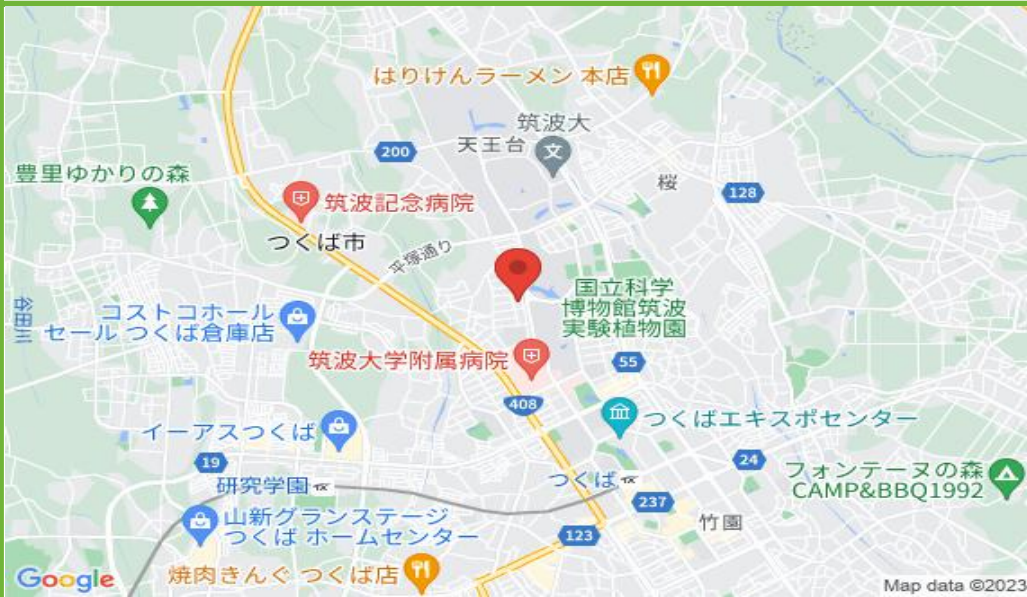 はりけんラーメン 本店
筑波大
天王台
200
豊里ゆかりの森
桜
128
筑波記念病院
つくば市
平塚通り
国立科学
博物館筑波
実験植物園
谷田川
コストコホール
セール つくば倉庫店
筑波大学附属病院
55
408
つくばエキスポセンター
イーアスつくば
19
24
研究学園
つくば
フォンテーヌの森
CAMP&BBQ1992
237
山新グランステージ
つくば ホームセンター
竹園
123
焼肉きんぐ つくば店
Google
Map data ©2023